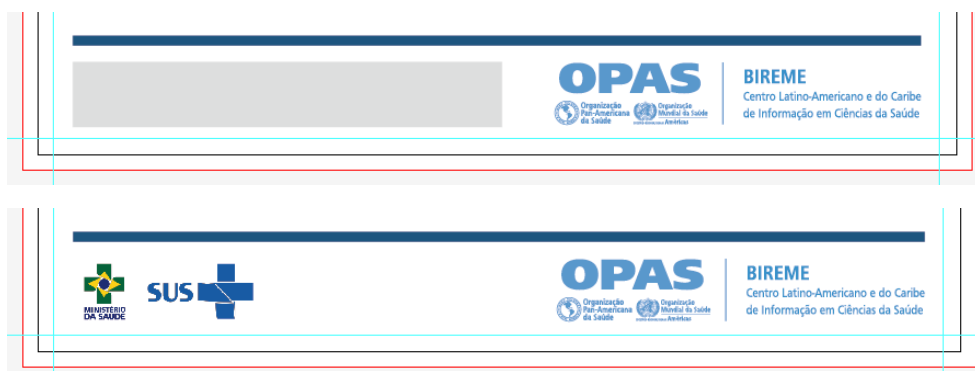 OPAS
Organização
Pan-Americana
da Saúde
Organização
Mundial da Saúde
Américas
BIREME
Centro Latino-Americano e do Caribe
de Informação em Ciências da Saúde
MINISTÉRIO
DA SAÚDE
SUS
OPAS
Organização
Pan-Americana
da Saúde
Organização
Mundial da Saúde
Américas
BIREME
Centro Latino-Americano e do Caribe
de Informação em Ciências da Saúde